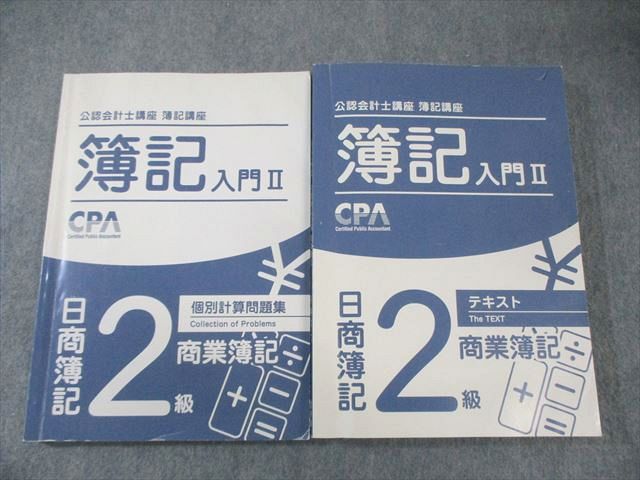 公認会計士講座 簿記講座
簿記 入門Ⅱ
CPA
Certified Public Accountant
個別計算問題集
Collection of Problems
日商簿記
2級
商業簿記
公認会計士講座 簿記講座
簿記 入門Ⅱ
CPA
Certified Public Accountant
テキスト
The TEXT
日商簿記
2級
商業簿記